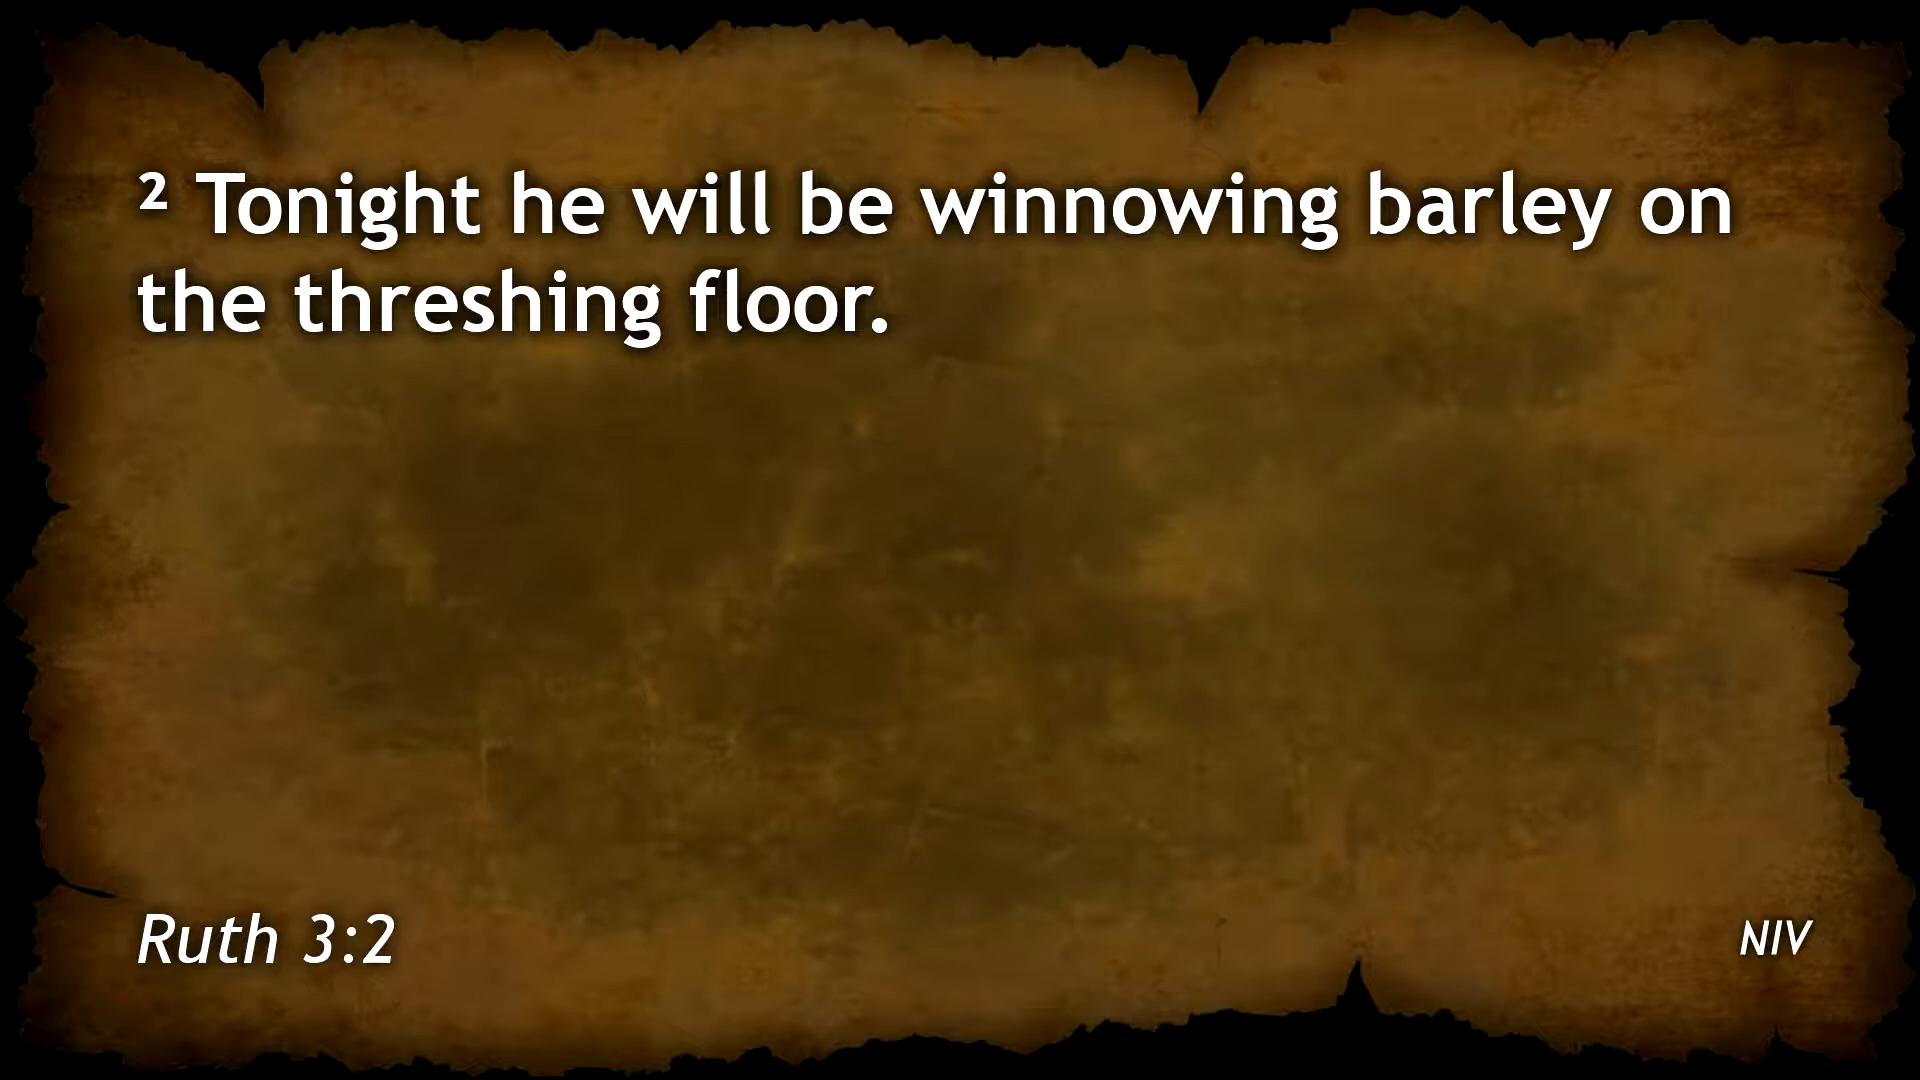 ² Tonight he will be winnowing barley on
the threshing floor.
Ruth 3:2
NIV